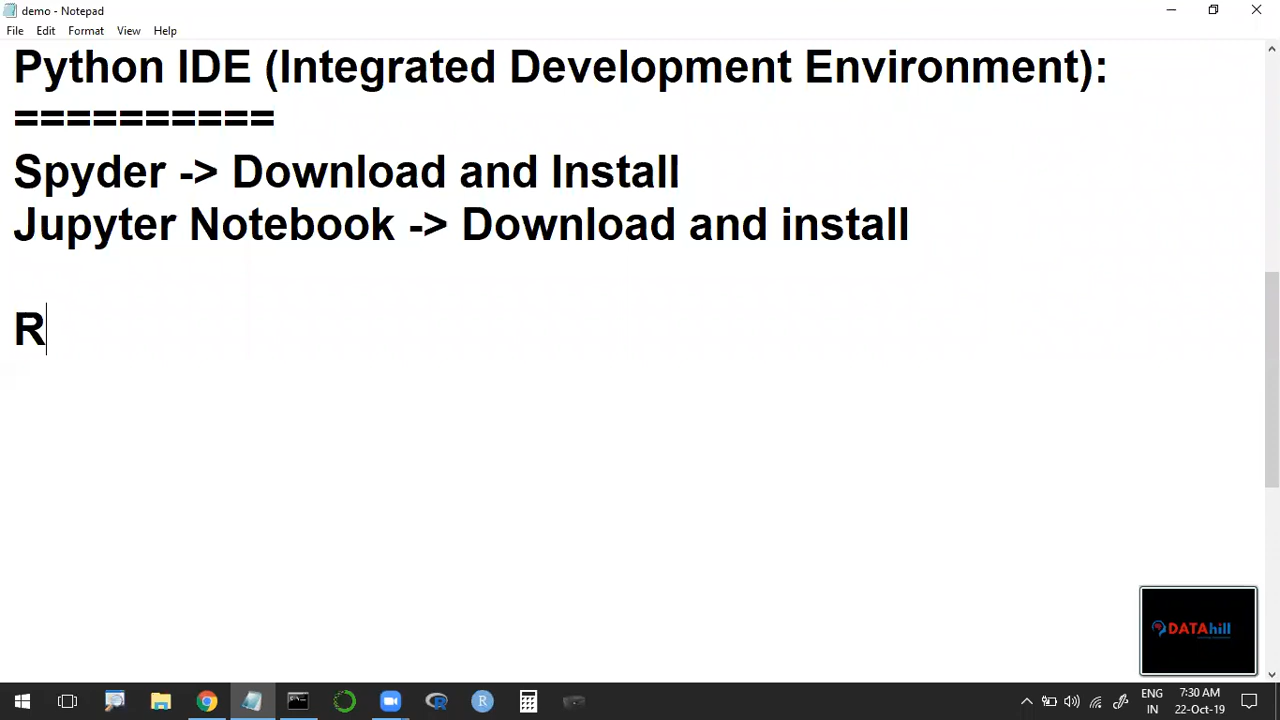 demo - Notepad
File Edit Format View Help
Python IDE (Integrated Development Environment):
==========
Spyder -> Download and Install
Jupyter Notebook -> Download and install
R
DATAhill
ENG
IN
7:30 AM
22-Oct-19